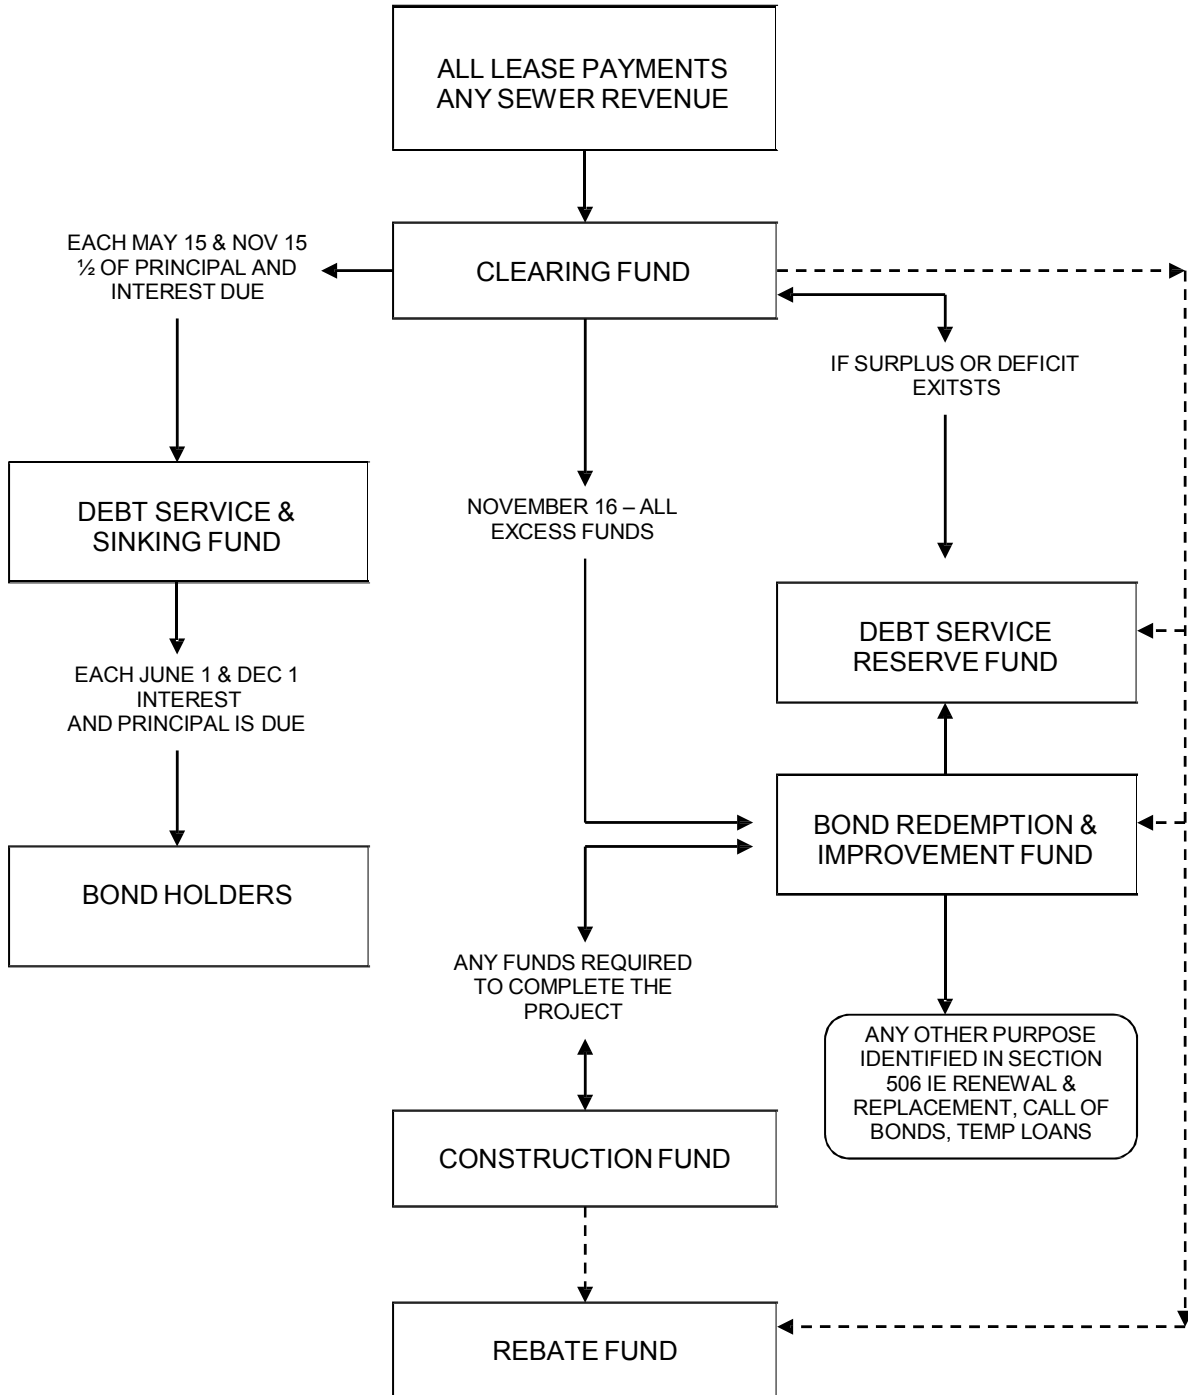 ALL LEASE PAYMENTS
ANY SEWER REVENUE
EACH MAY 15 & NOV 15
½ OF PRINCIPAL AND
INTEREST DUE
CLEARING FUND
IF SURPLUS OR DEFICIT
EXITSTS
DEBT SERVICE &
SINKING FUND
NOVEMBER 16 – ALL
EXCESS FUNDS
DEBT SERVICE
RESERVE FUND
EACH JUNE 1 & DEC 1
INTEREST
AND PRINCIPAL IS DUE
BOND REDEMPTION &
IMPROVEMENT FUND
BOND HOLDERS
ANY FUNDS REQUIRED
TO COMPLETE THE
PROJECT
ANY OTHER PURPOSE
IDENTIFIED IN SECTION
506 IE RENEWAL &
REPLACEMENT, CALL OF
BONDS, TEMP LOANS
CONSTRUCTION FUND
REBATE FUND